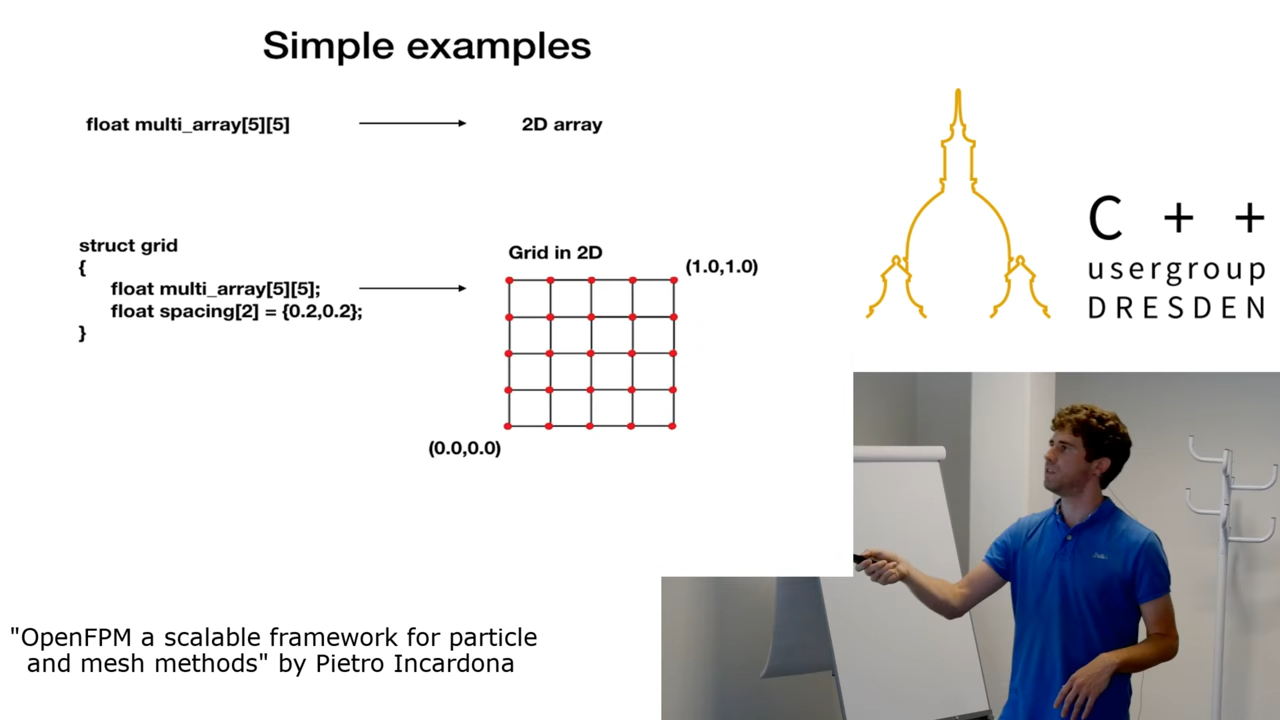 Simple examples
float multi_array[5][5]
2D array
struct grid
{
float multi_array[5][5];
float spacing[2] = {0.2,0.2};
}
Grid in 2D
(1.0,1.0)
(0.0,0.0)
C + +
usergroup
DRESDEN
"OpenFPM a scalable framework for particle
and mesh methods" by Pietro Incardona